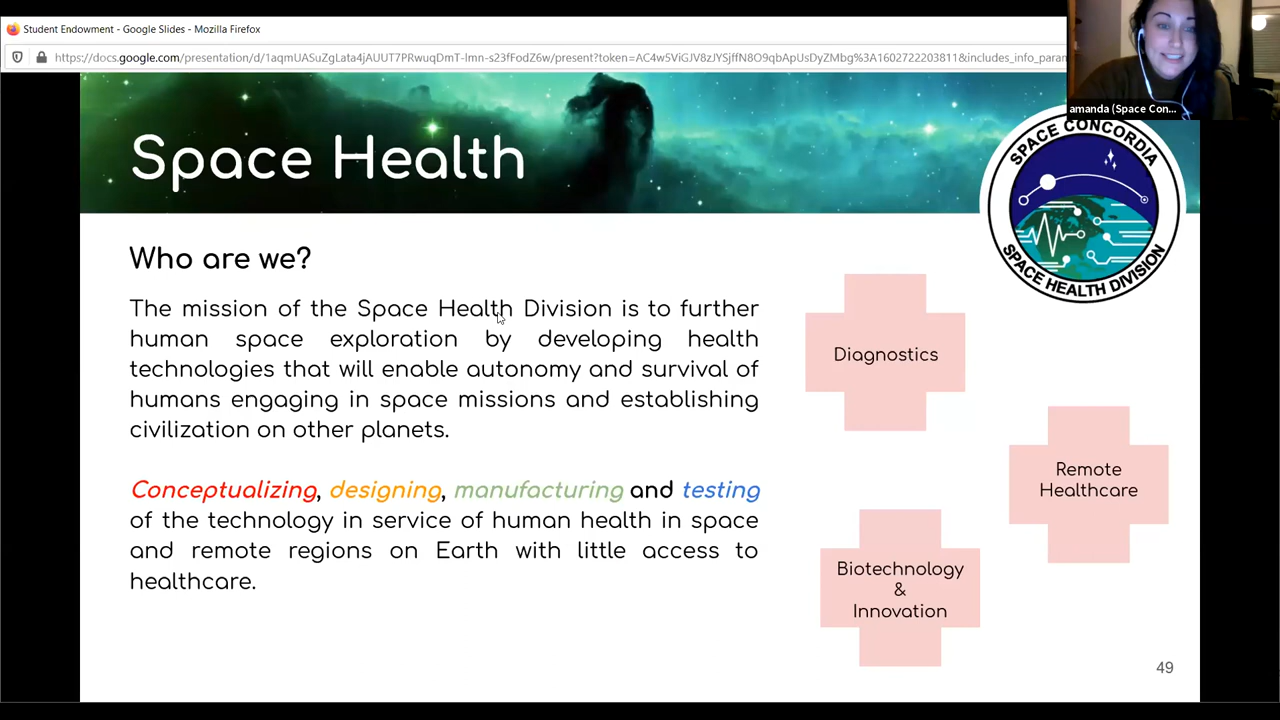 Student Endowment - Google Slides - Mozilla Firefox
https://docs.google.com/presentation/d/1aqmUASuZgLata4jAUUT7PRwuqDmT-lmn-s23fFodZ6w/present?token=AC4w5ViGJV8zJYSjffN8O9qbApUsDyZMbg%3A1602722203811&includes_info_paran
amanda (Space Con...
Space Health
SPACE CONCORDIA
SPACE HEALTH DIVISION
Who are we?
The mission of the Space Health Division is to further
human space exploration by developing health
technologies that will enable autonomy and survival of
humans engaging in space missions and establishing
civilization on other planets.
Conceptualizing, designing, manufacturing and testing
of the technology in service of human health in space
and remote regions on Earth with little access to
healthcare.
Diagnostics
Remote
Healthcare
Biotechnology
&
Innovation
49